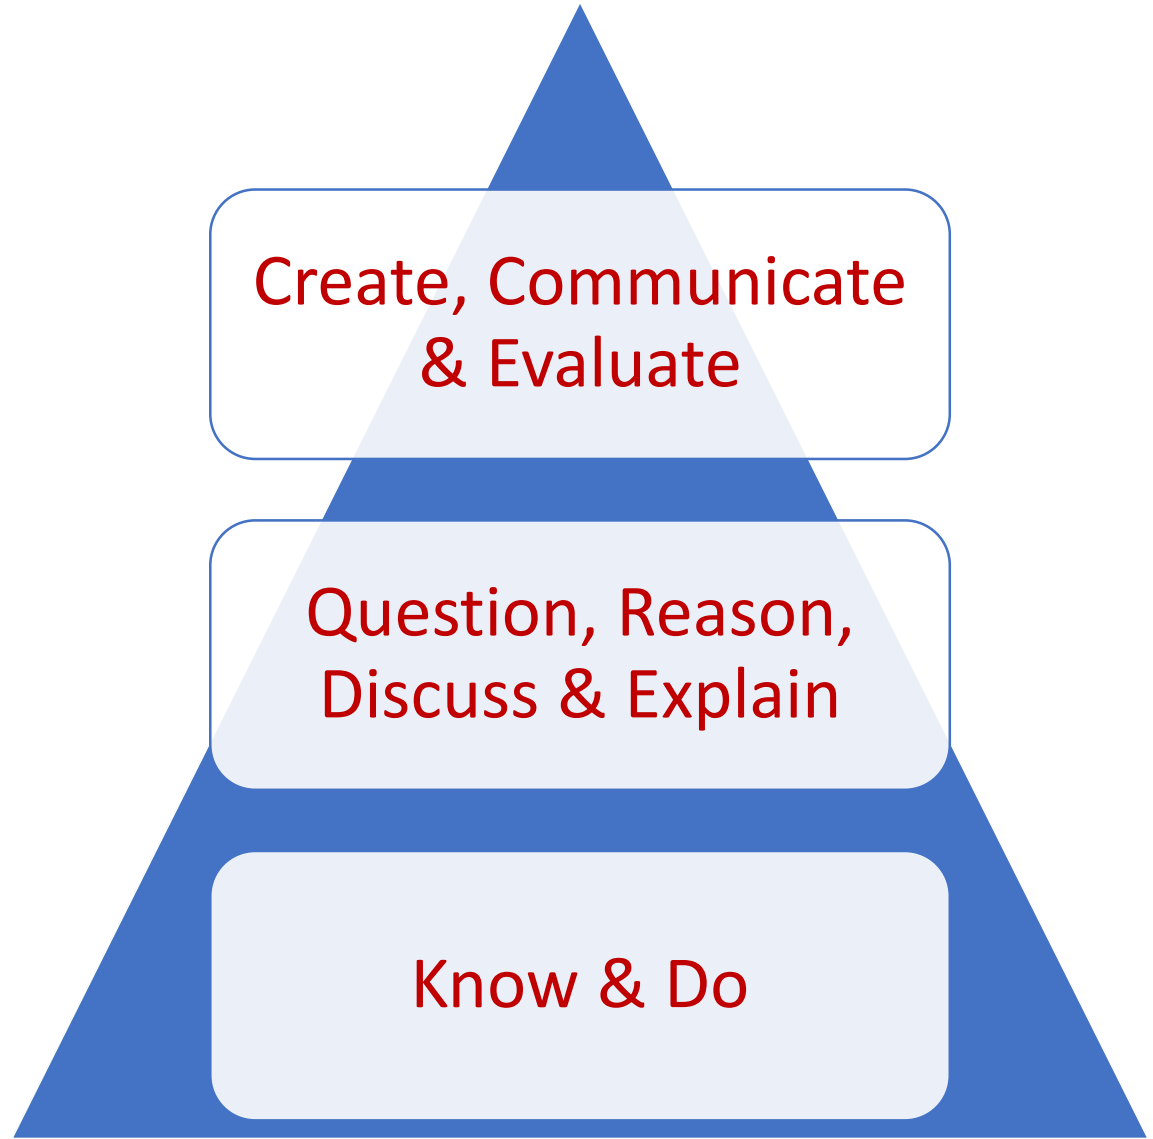 Create, Communicate
& Evaluate
Question, Reason,
Discuss & Explain
Know & Do